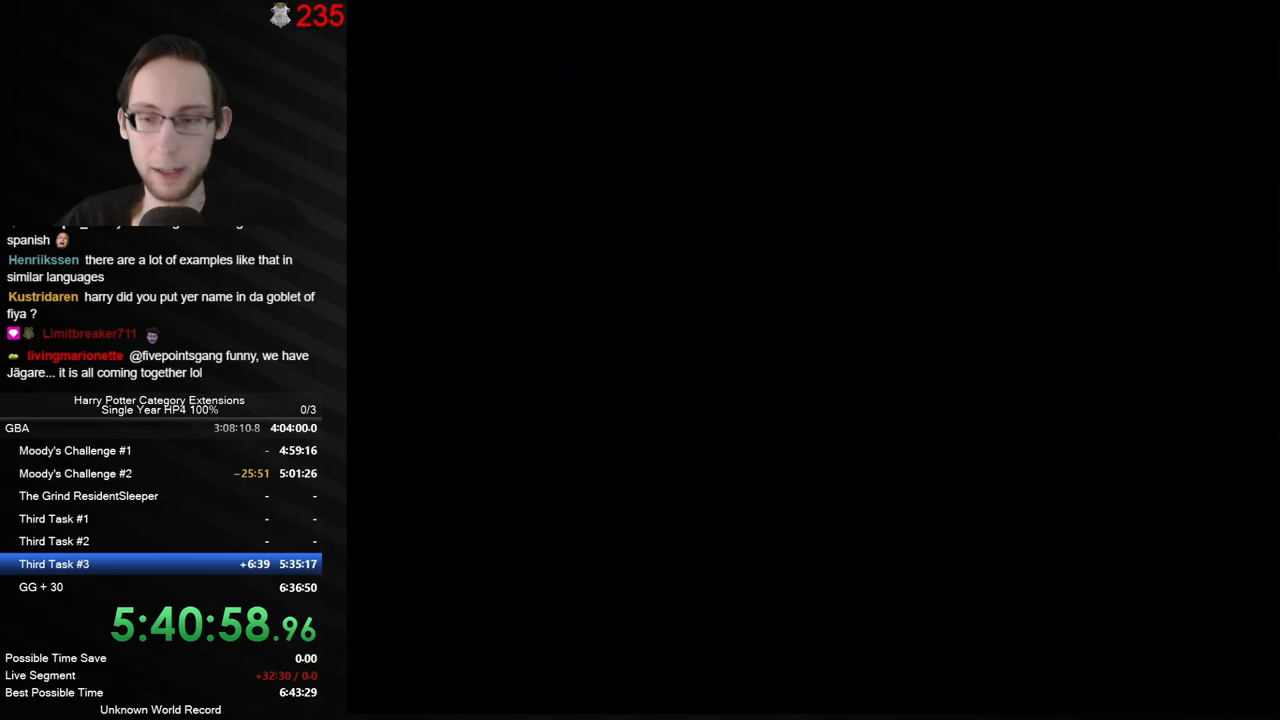 235
spanish
Henriikssen there are a lot of examples like that in
similar languages
Kustridaren harry did you put yer name in da goblet of
fiya ?
Limitbreaker711
livingmarionette @fivepointsgang funny, we have
Jägare... it is all coming together lol
Harry Potter Category Extensions
Single Year HP4 100% 0/3
GBA 3:08:10.8 4:04:00.0
Moody's Challenge #1 - 4:59:16
Moody's Challenge #2 -25:51 5:01:26
The Grind ResidentSleeper - -
Third Task #1 - -
Third Task #2 - -
Third Task #3 +6:39 5:35:17
GG + 30 6:36:50
5:40:58.96
Possible Time Save 0.00
Live Segment +32:30 / 0.0
Best Possible Time 6:43:29
Unknown World Record